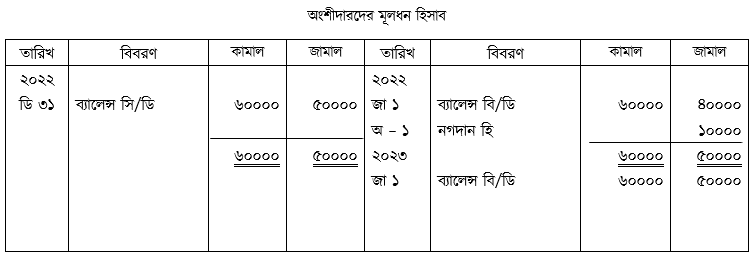 অংশীদারদের মূলধন হিসাব
তারিখ বিবরণ কামাল জামাল তারিখ বিবরণ কামাল জামাল
২০২২ ২০২২
ডি ৩১ ব্যালেন্স সি/ডি ৬০০০০ ৫০০০০ জা ১ ব্যালেন্স বি/ডি ৬০০০০ ৪০০০০
অ – ১ নগদান হি ১০০০০
৬০০০০ ৫০০০০ ২০২৩ ৬০০০০ ৫০০০০
জা ১ ব্যালেন্স বি/ডি ৬০০০০ ৫০০০০